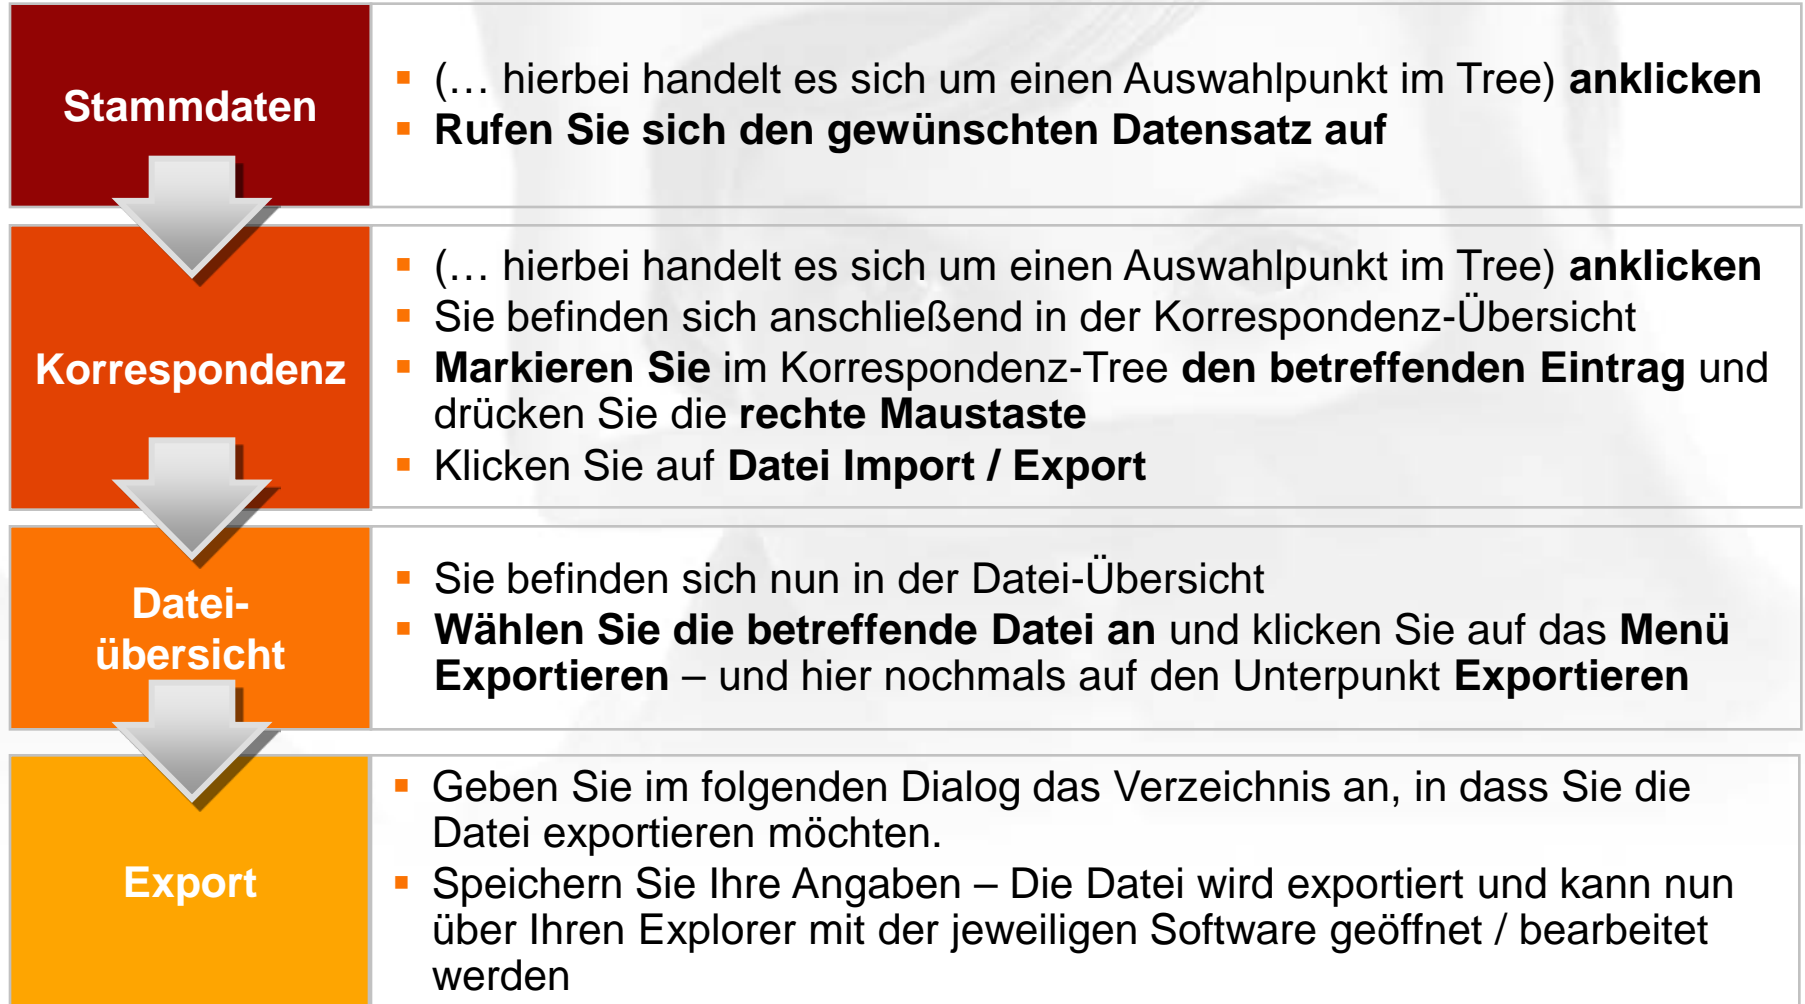 Stammdaten
(… hierbei handelt es sich um einen Auswahlpunkt im Tree) anklicken
Rufen Sie sich den gewünschten Datensatz auf
Korrespondenz
(… hierbei handelt es sich um einen Auswahlpunkt im Tree) anklicken
Sie befinden sich anschließend in der Korrespondenz-Übersicht
Markieren Sie im Korrespondenz-Tree den betreffenden Eintrag und
drücken Sie die rechte Maustaste
Klicken Sie auf Datei Import / Export
Datei-
übersicht
Sie befinden sich nun in der Datei-Übersicht
Wählen Sie die betreffende Datei an und klicken Sie auf das Menü
Exportieren – und hier nochmals auf den Unterpunkt Exportieren
Export
Geben Sie im folgenden Dialog das Verzeichnis an, in dass Sie die
Datei exportieren möchten.
Speichern Sie Ihre Angaben – Die Datei wird exportiert und kann nun
über Ihren Explorer mit der jeweiligen Software geöffnet / bearbeitet
werden